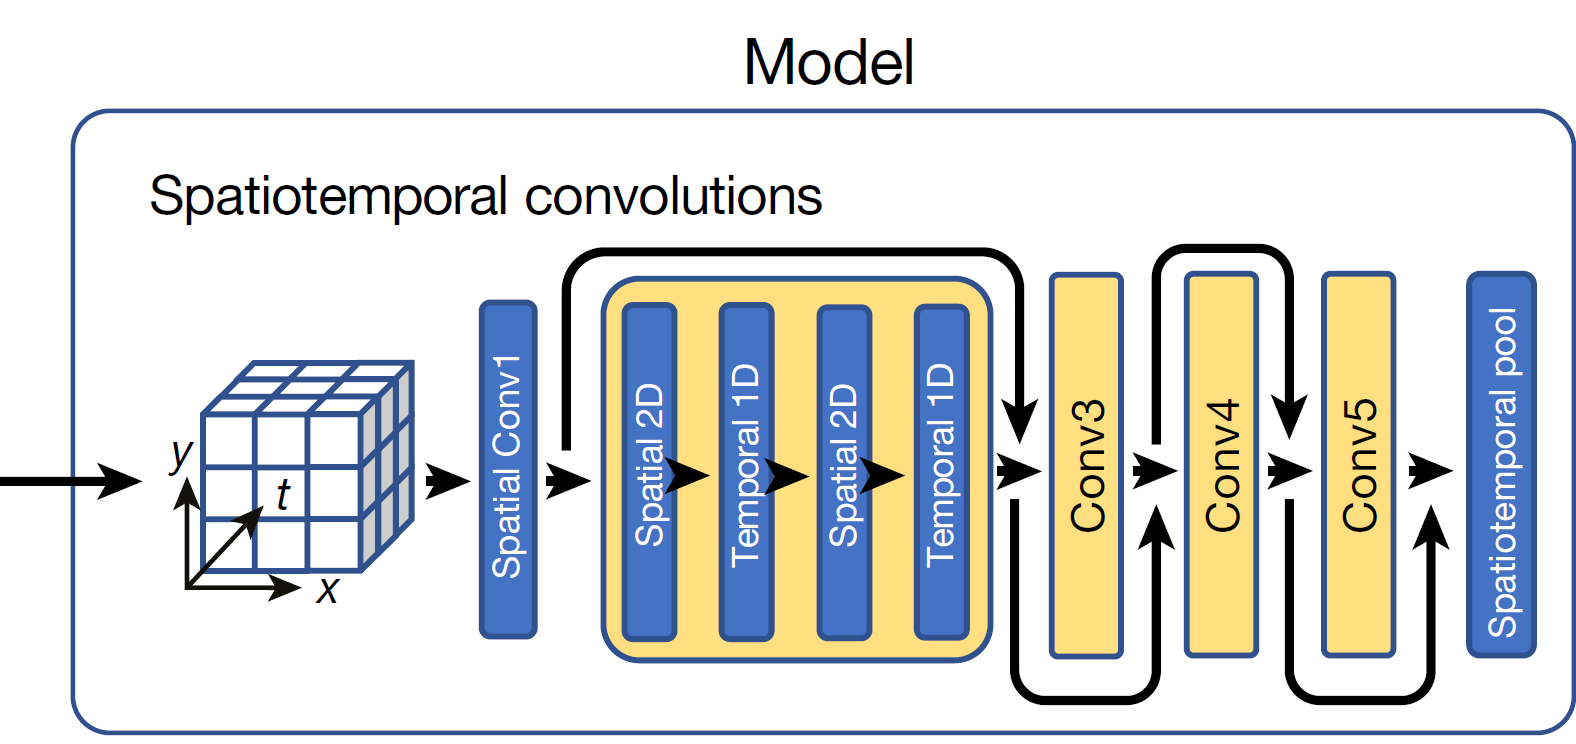 Model
Spatiotemporal convolutions
y
t
x
Spatial Conv1
Spatial 2D
Temporal 1D
Spatial 2D
Temporal 1D
Conv3
Conv4
Conv5
Spatiotemporal pool